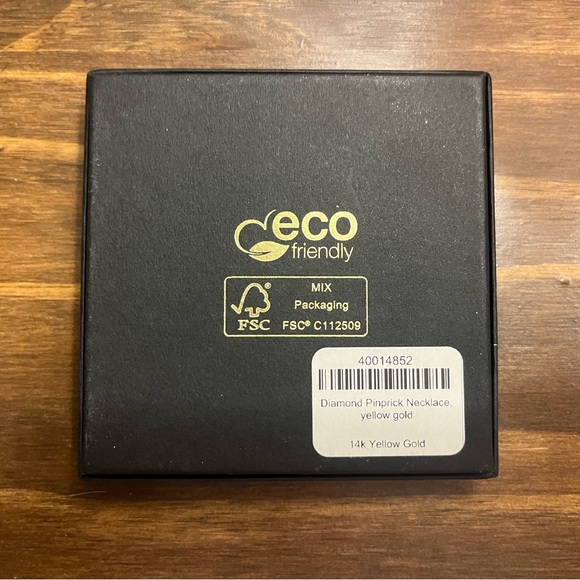 eco
friendly
MIX
Packaging
FSC® C112509
FSC
40014852
Diamond Pinprick Necklace,
yellow gold
14k Yellow Gold